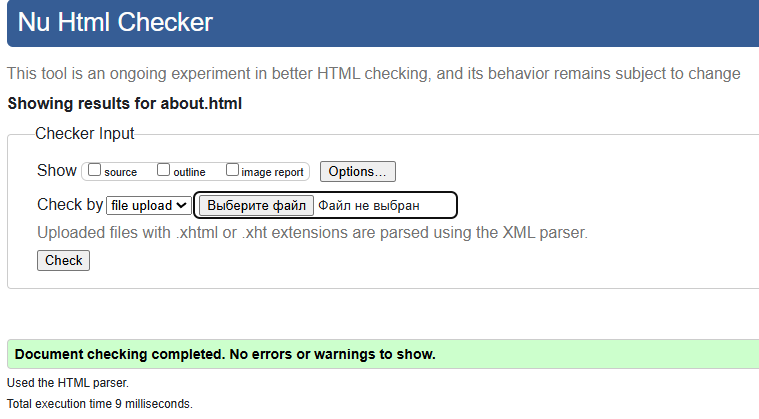 Nu Html Checker
This tool is an ongoing experiment in better HTML checking, and its behavior remains subject to change
Showing results for about.html
Checker Input
Show source outline image report Options...
Check by file upload Выберите файл Файл не выбран
Uploaded files with .xhtml or .xht extensions are parsed using the XML parser.
Check
Document checking completed. No errors or warnings to show.
Used the HTML parser.
Total execution time 9 milliseconds.